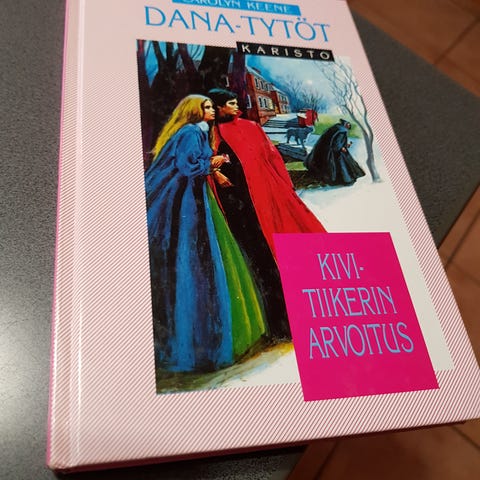 CAROLYN KEENE
DANA-TYTÖT
KARISTO
KIVI-
TIIKERIN
ARVOITUS